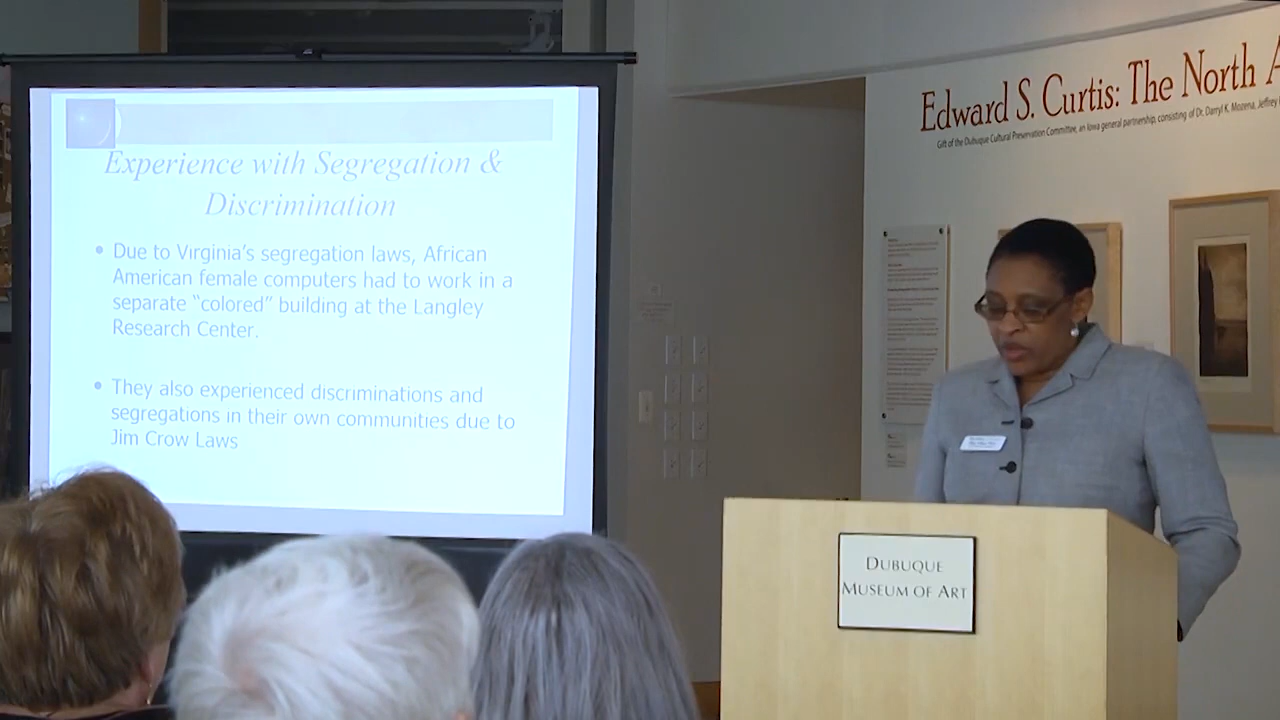 Experience with Segregation &
Discrimination
• Due to Virginia's segregation laws, African
American female computers had to work in a
separate "colored" building at the Langley
Research Center.
• They also experienced discriminations and
segregations in their own communities due to
Jim Crow Laws
Edward S. Curtis: The North A
Gift of the Dubuque Cultural Preservation Committee, an Iowa general partnership, consisting of Dr. Darryl K. Mozena, Jeffrey
Dubuque
Museum of Art